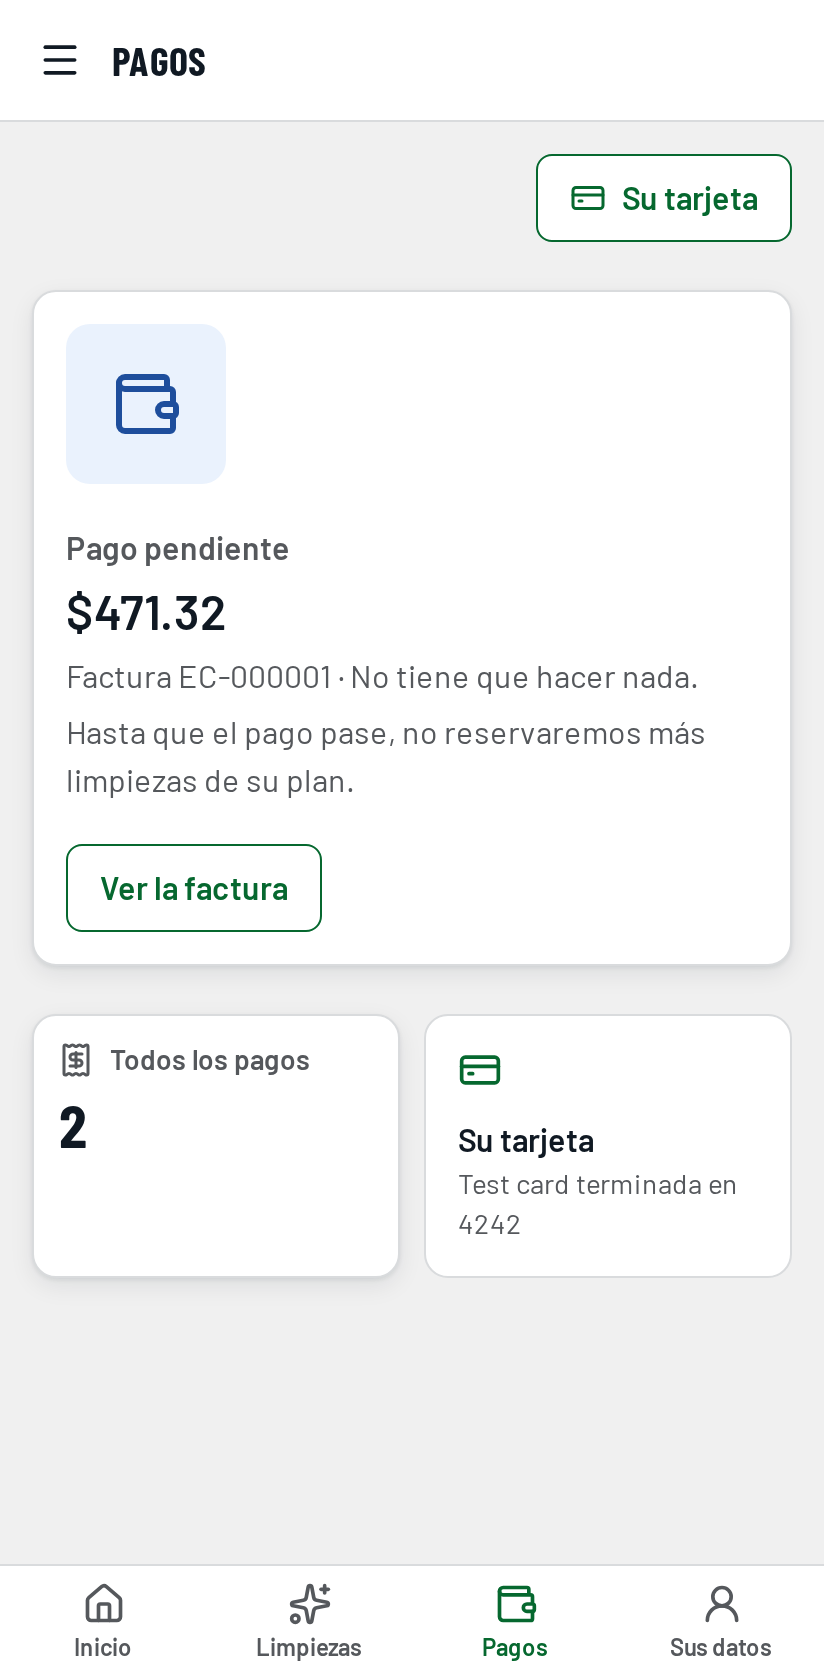 PAGOS
Su tarjeta
Pago pendiente
$471.32
Factura EC-000001 · No tiene que hacer nada.
Hasta que el pago pase, no reservaremos más
limpiezas de su plan.
Ver la factura
Todos los pagos
2
Su tarjeta
Test card terminada en
4242
Inicio
Limpiezas
Pagos
Sus datos